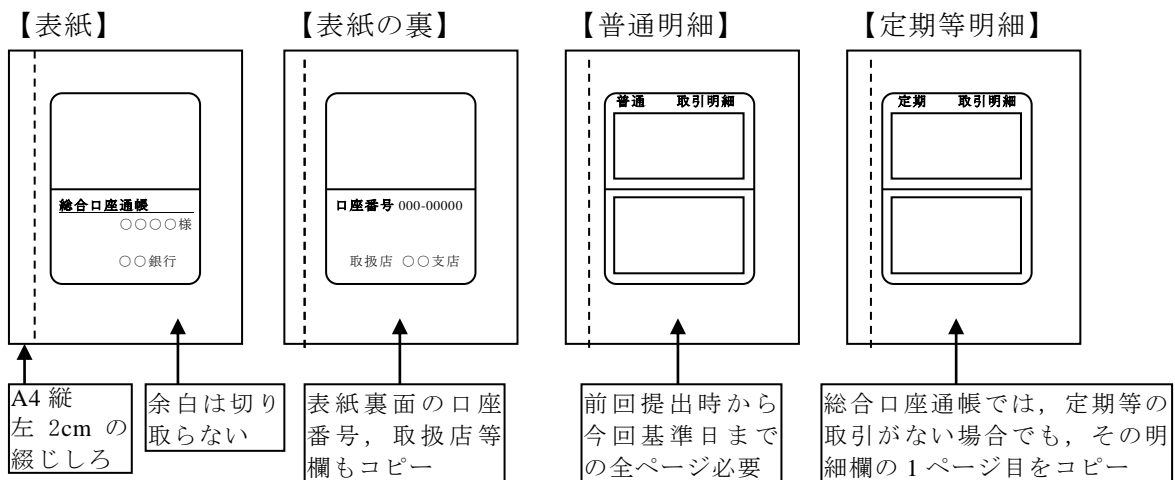 【表紙】
【表紙の裏】
【普通明細】
【定期等明細】
総合口座通帳
○○○○様
○○銀行
口座番号 000-00000
取扱店 ○○支店
普通 取引明細
定期 取引明細
A4 縦
左 2cm の
綴じしろ
余白は切り
取らない
表紙裏面の口座
番号，取扱店等
欄もコピー
前回提出時から
今回基準日まで
の全ページ必要
総合口座通帳では，定期等の
取引がない場合でも，その明
細欄の 1 ページ目をコピー